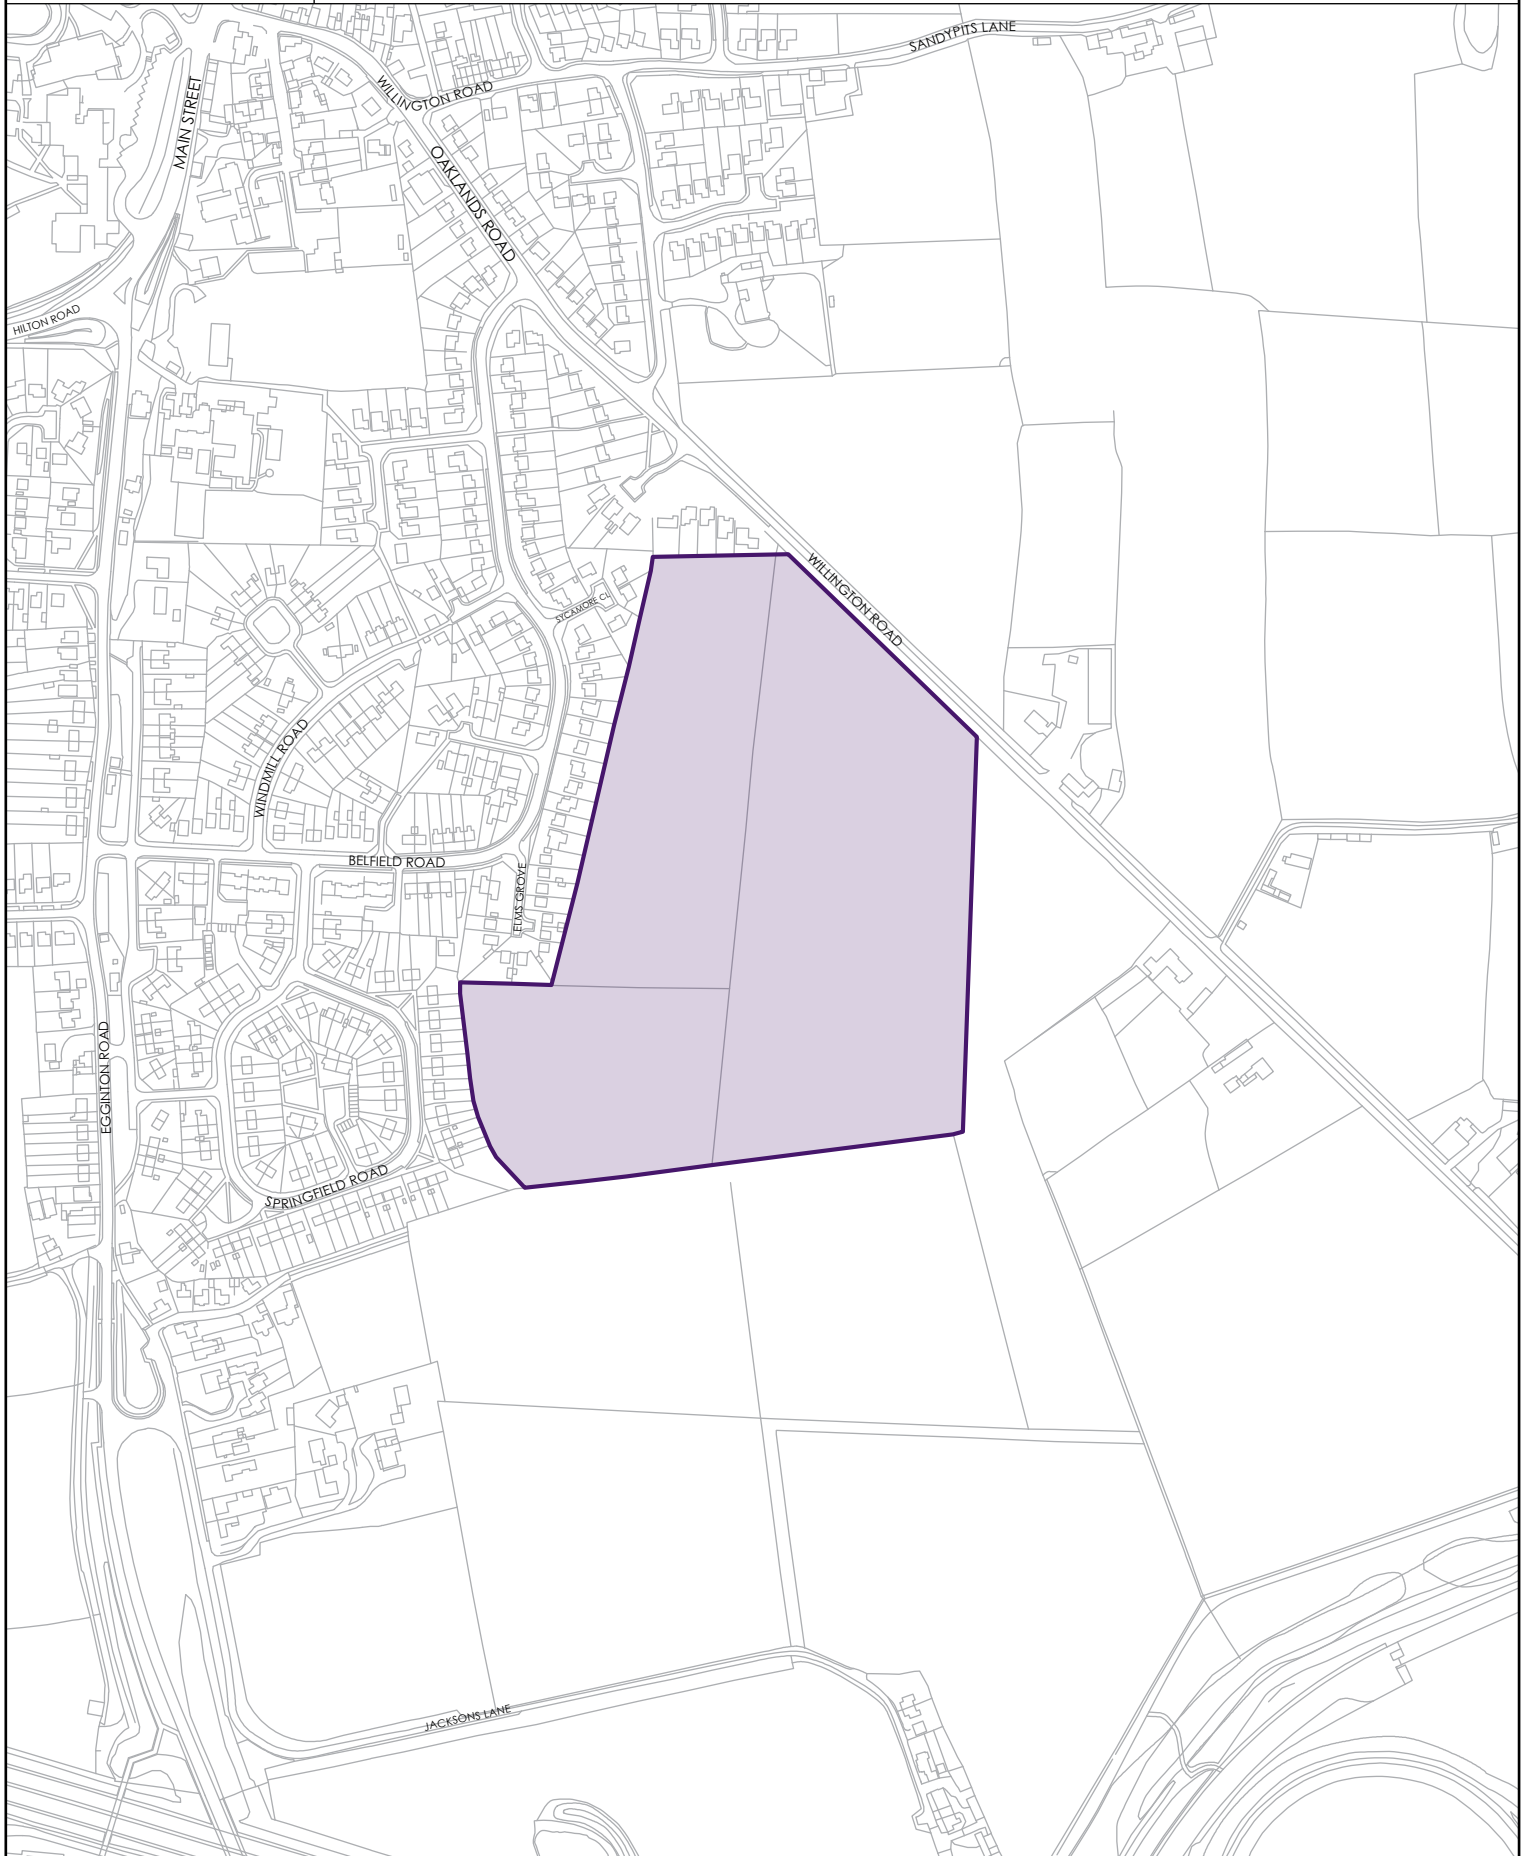 SANDYPITS LANE
WILLINGTON ROAD
MAIN STREET
OAKLANDS ROAD
HILTON ROAD
WILLINGTON ROAD
SYCAMORE CL
WINDMILL ROAD
BELFIELD ROAD
ELMS GROVE
EGGINTON ROAD
SPRINGFIELD ROAD
JACKSONS LANE